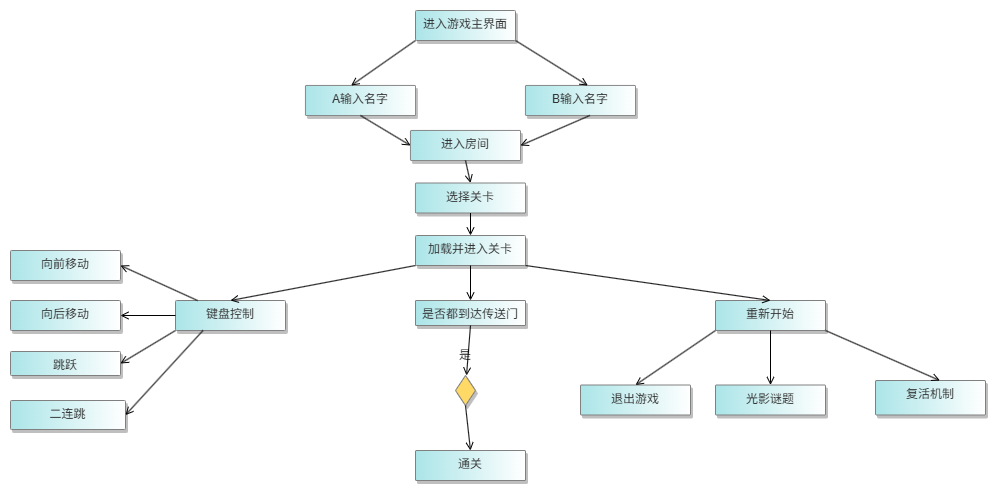 进入游戏主界面
A输入名字
B输入名字
进入房间
选择关卡
加载并进入关卡
向前移动
向后移动
跳跃
二连跳
键盘控制
是否都到达传送门
是
通关
重新开始
退出游戏
光影谜题
复活机制